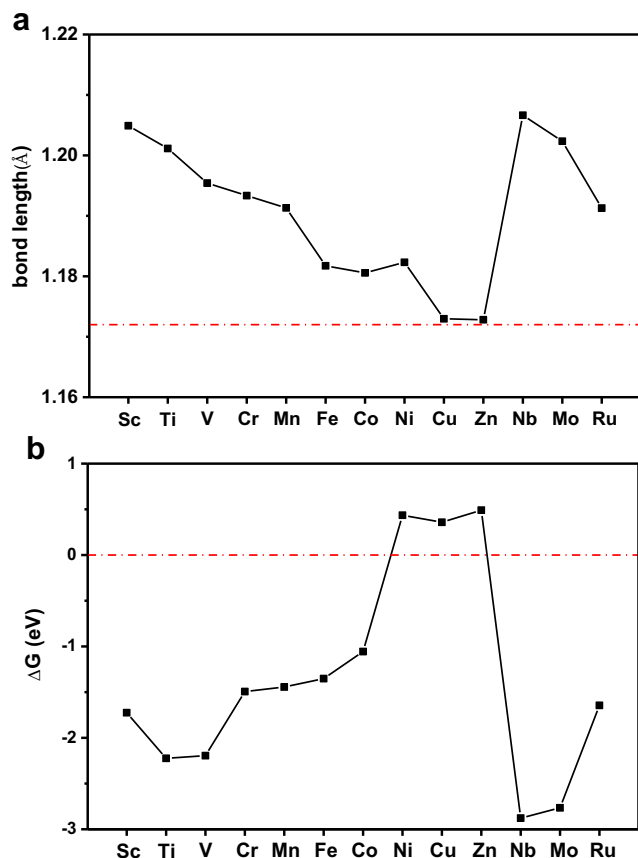 a
1.22
1.20
1.18
1.16
bond length(Å)
Sc Ti V Cr Mn Fe Co Ni Cu Zn Nb Mo Ru
b
1
0
-1
-2
-3
ΔG (eV)
Sc Ti V Cr Mn Fe Co Ni Cu Zn Nb Mo Ru